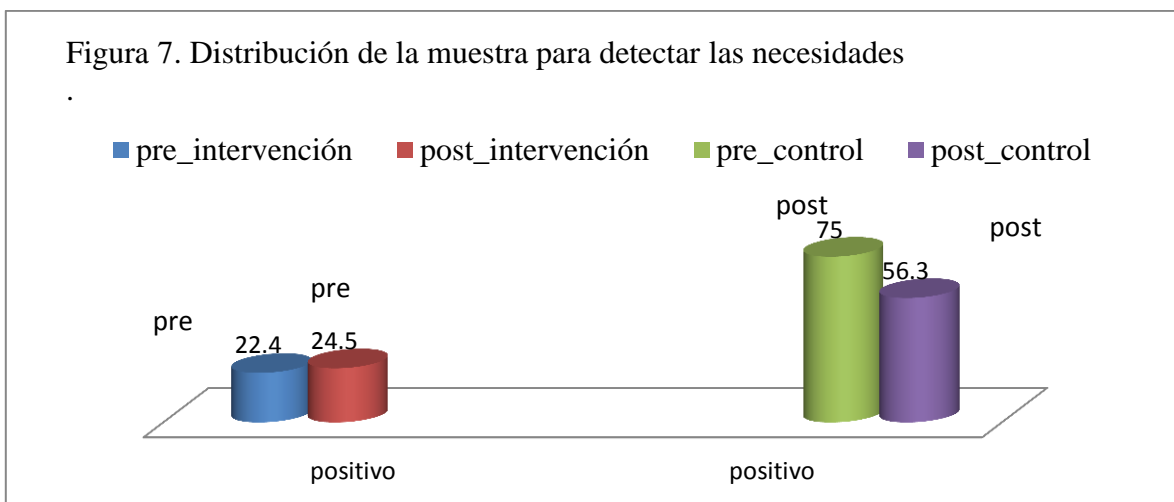 Figura 7. Distribución de la muestra para detectar las necesidades
.
pre_intervención post_intervención pre_control post_control
post
75
post
56.3
pre
pre
22.4
24.5
positivo positivo